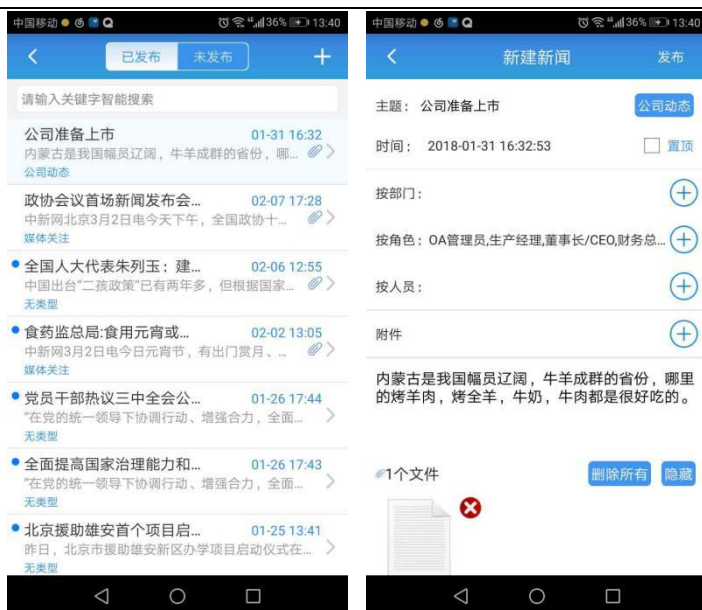 中国移动 36% 13:40
已发布 未发布
请输入关键字智能搜索
公司准备上市 01-31 16:32
内蒙古是我国幅员辽阔，牛羊成群的省份，哪...
公司动态
政协会议首场新闻发布会... 02-07 17:28
中新网北京3月2日电今天下午，全国政协十...
媒体关注
全国人大代表朱列玉：建... 02-06 12:55
中国出台“二孩政策”已有两年多，但根据国家...
无类型
食药监总局:食用元宵或... 02-02 13:05
中新网3月2日电今日元宵节，有出门赏月、...
媒体关注
党员干部热议三中全会公... 01-26 17:44
“在党的统一领导下协调行动、增强合力，全面...
无类型
全面提高国家治理能力和... 01-26 17:43
“在党的统一领导下协调行动、增强合力，全面...
无类型
北京援助雄安首个项目启... 01-25 13:41
昨日，北京市援助雄安新区办学项目启动仪式在...
无类型
中国移动 36% 13:40
新建新闻 发布
主题： 公司准备上市 公司动态
时间： 2018-01-31 16:32:53 置顶
按部门：
按角色：OA管理员,生产经理,董事长/CEO,财务总...
按人员：
附件
内蒙古是我国幅员辽阔，牛羊成群的省份，哪里
的烤羊肉，烤全羊，牛奶，牛肉都是很好吃的。
1个文件 删除所有 隐藏